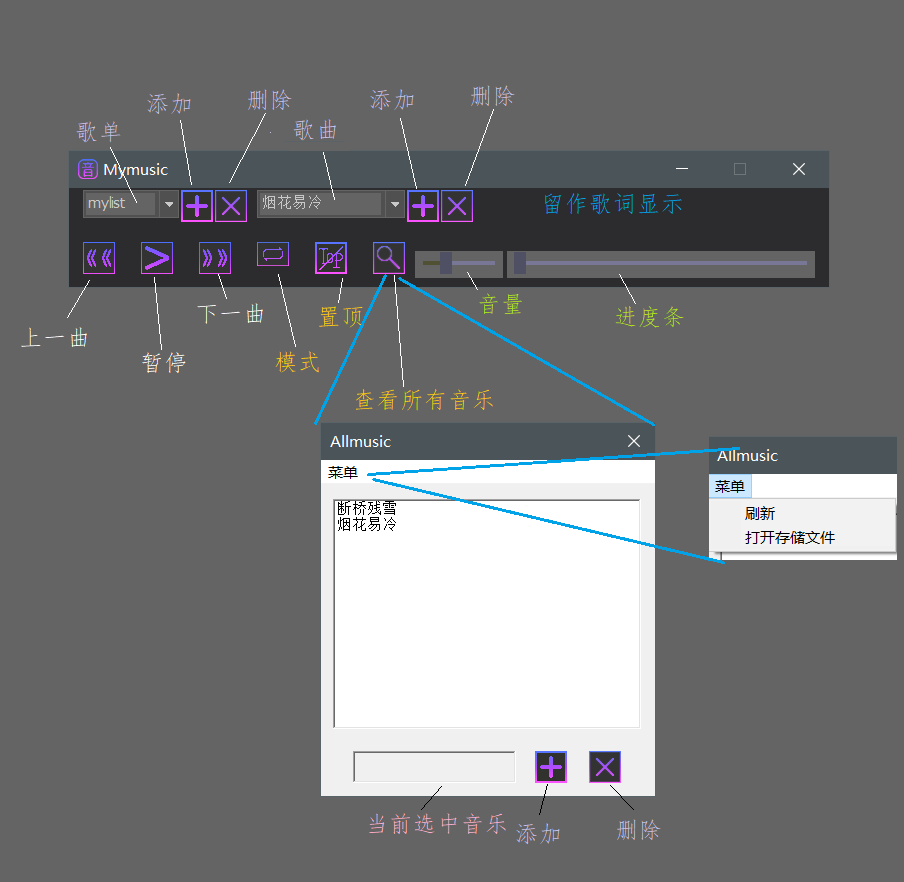 添加
删除
添加
删除
歌单
歌曲
音 Mymusic
mylist
烟花易冷
留作歌词显示
Top
上一曲
暂停
下一曲
模式
置顶
查看所有音乐
音量
进度条
Allmusic
菜单
断桥残雪
烟花易冷
Allmusic
菜单
刷新
打开存储文件
当前选中音乐
添加
删除